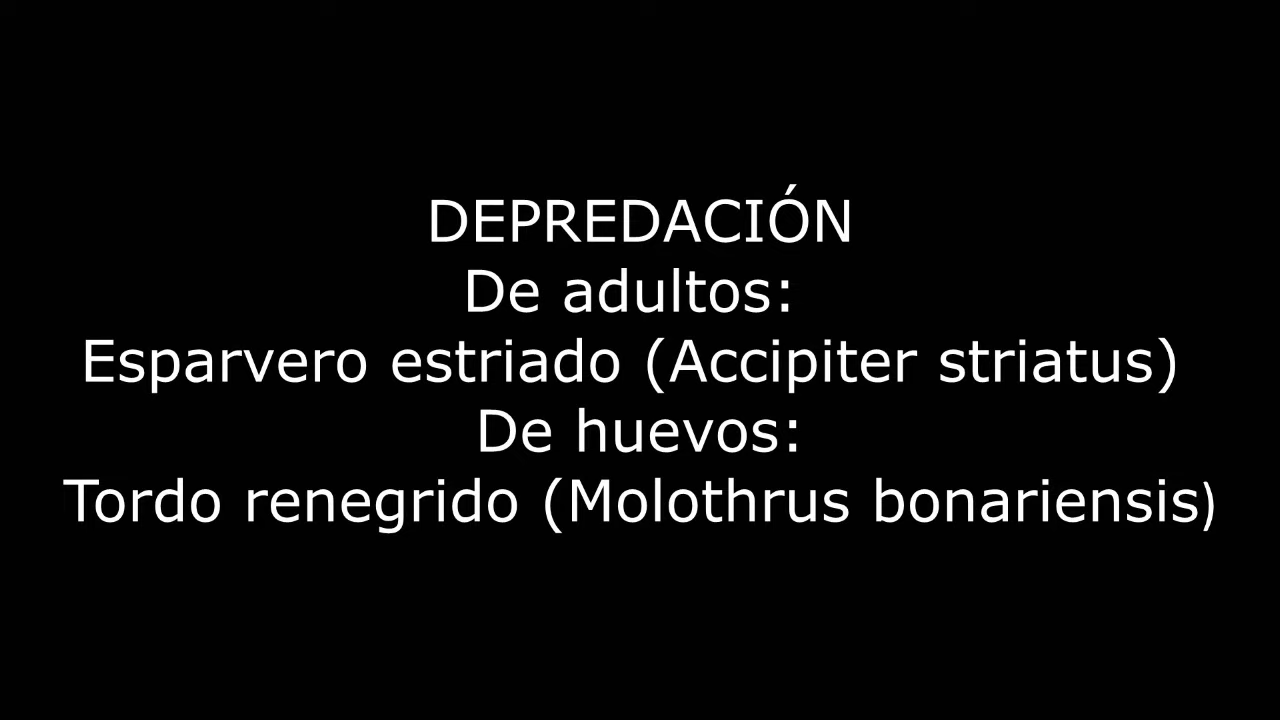 DEPREDACIÓN
De adultos:
Esparvero estriado (Accipiter striatus)
De huevos:
Tordo renegrido (Molothrus bonariensis)